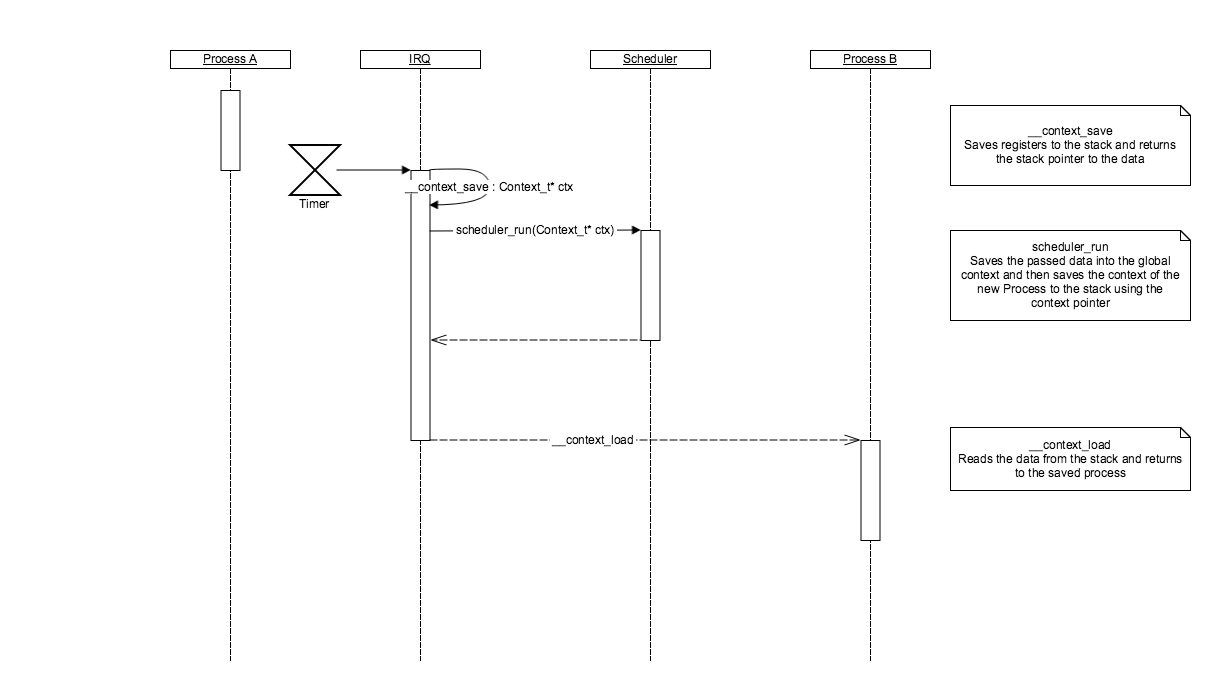 Process A
IRQ
Scheduler
Process B
__context_save
Saves registers to the stack and returns
the stack pointer to the data
__context_save : Context_t* ctx
Timer
scheduler_run(Context_t* ctx)
scheduler_run
Saves the passed data into the global
context and then saves the context of the
new Process to the stack using the
context pointer
__context_load
__context_load
Reads the data from the stack and returns
to the saved process